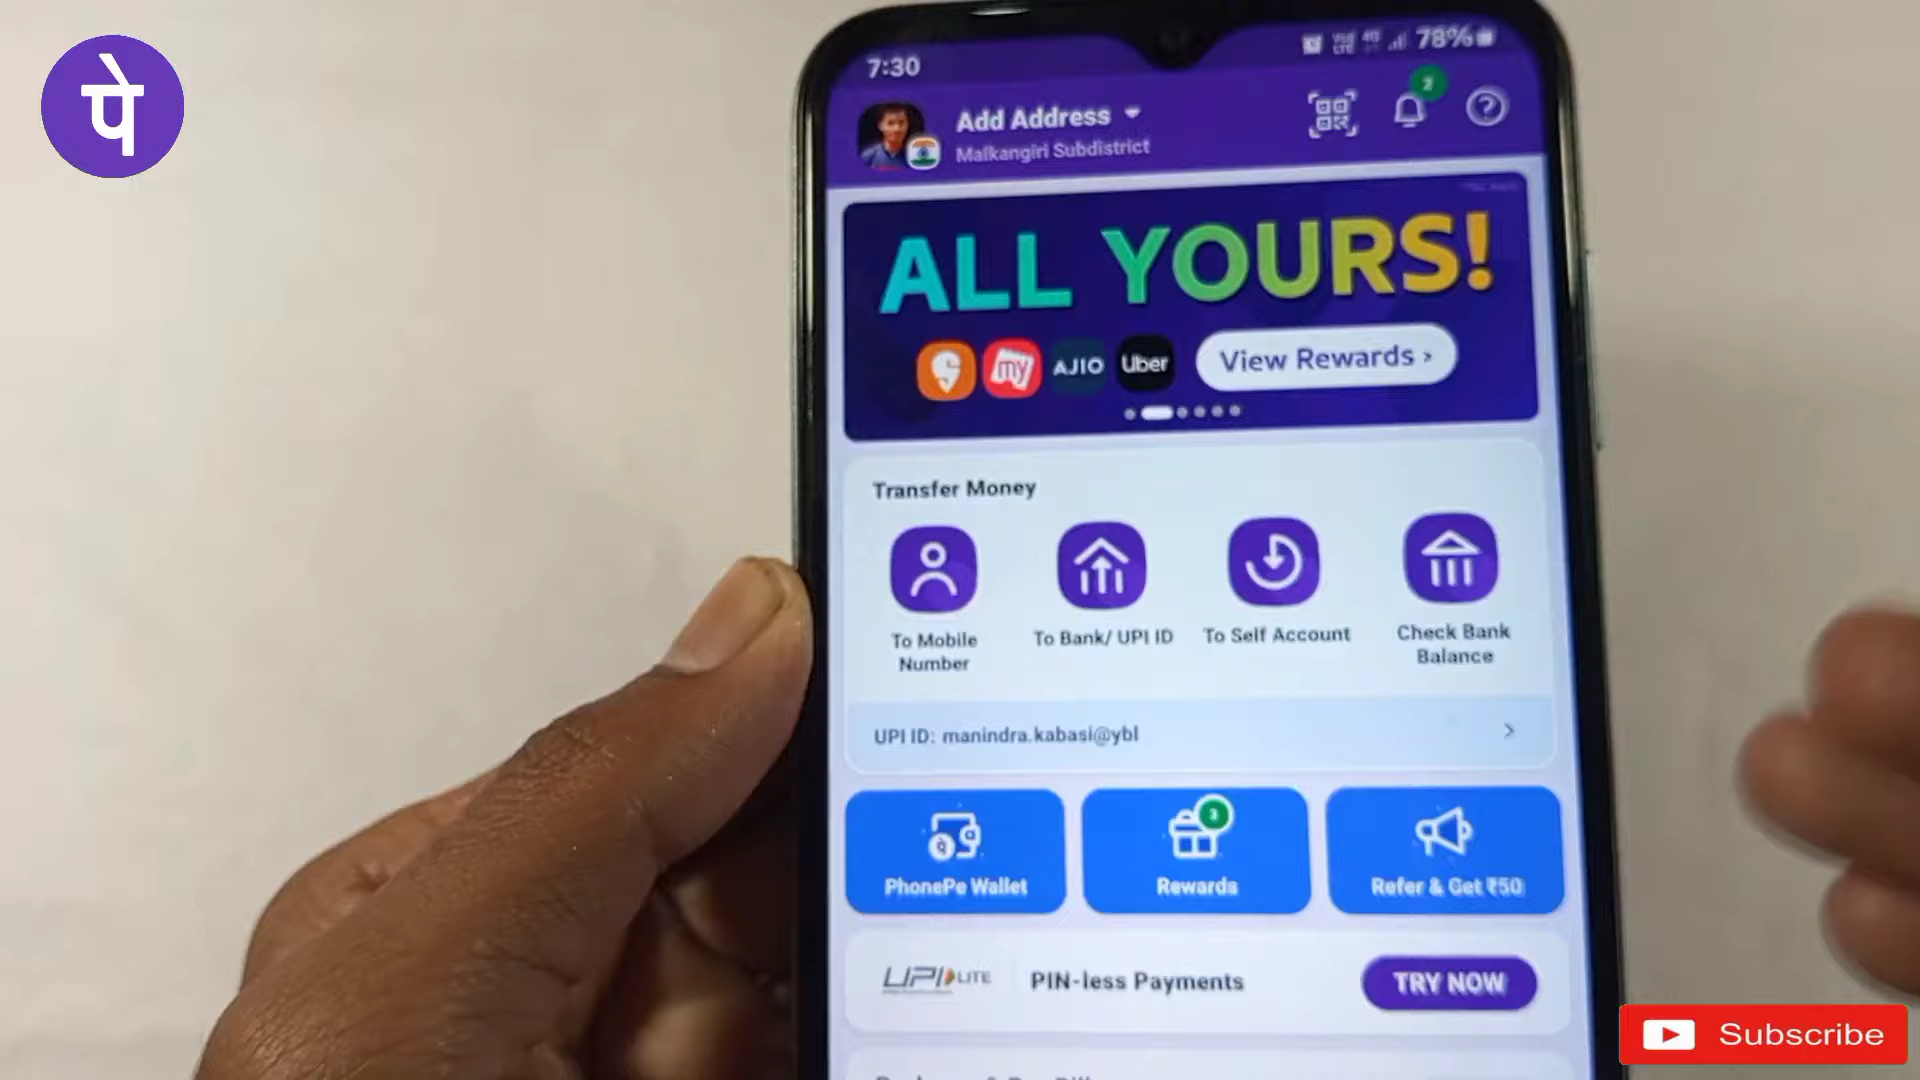 पे
7:30
78%
Add Address
Malkangiri Subdistrict
2
ALL YOURS!
my
AJIO
Uber
View Rewards ›
Transfer Money
To Mobile Number
To Bank/ UPI ID
To Self Account
Check Bank Balance
UPI ID: manindra.kabasi@ybl
3
PhonePe Wallet
Rewards
Refer & Get ₹50
UPI LITE
PIN-less Payments
TRY NOW
Subscribe